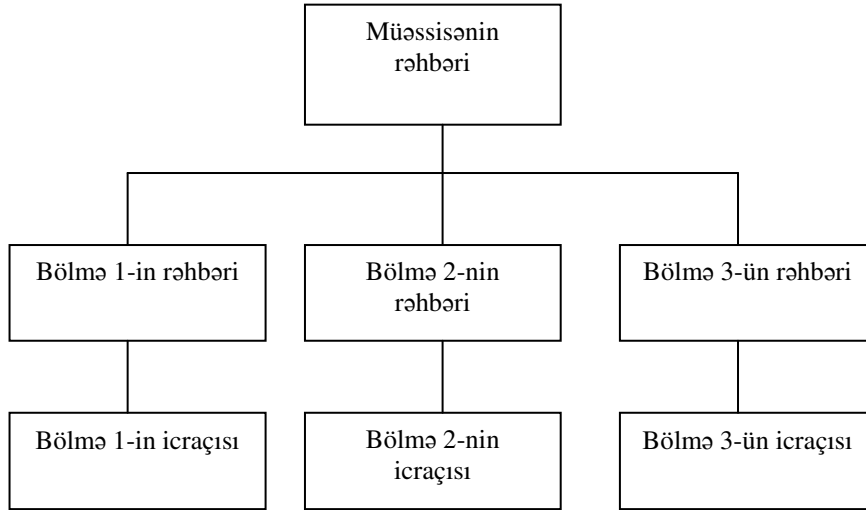 Müəssisənin
rəhbəri
Bölmə 1-in rəhbəri
Bölmə 2-nin
rəhbəri
Bölmə 3-ün rəhbəri
Bölmə 1-in icraçısı
Bölmə 2-nin
icraçısı
Bölmə 3-ün icraçısı